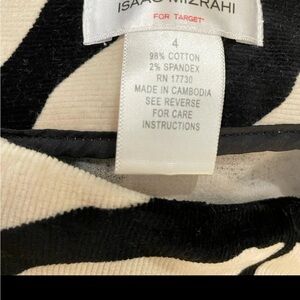 ISAAC MIZRAHI
FOR TARGET
4
98% COTTON
2% SPANDEX
RN 17730
MADE IN CAMBODIA
SEE REVERSE
FOR CARE
INSTRUCTIONS